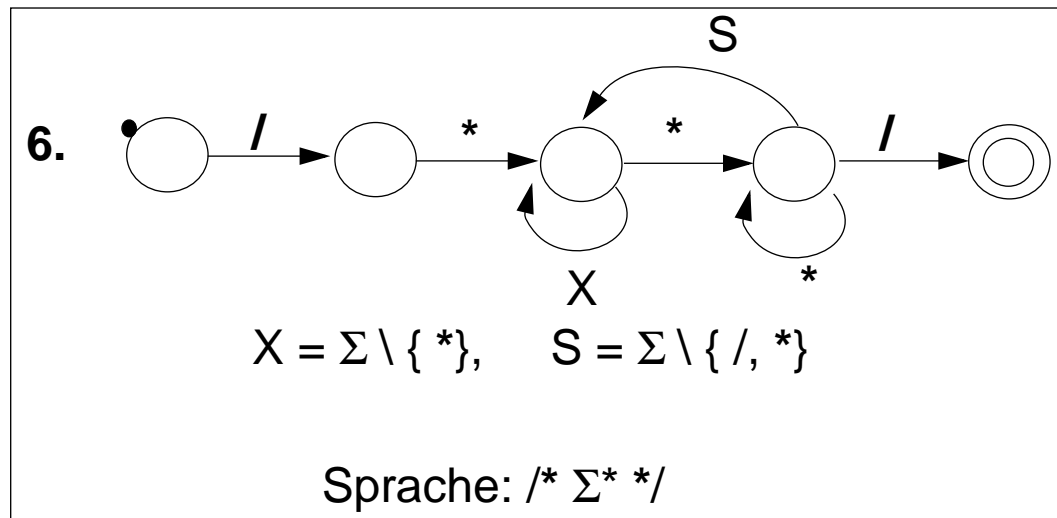 S
6. / * * /
X *
X = Σ \ { *}, S = Σ \ { /, *}
Sprache: /* Σ* */